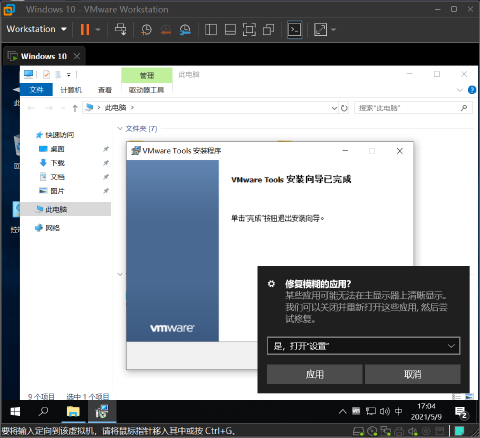 Windows 10 - VMware Workstation
Workstation
Windows 10
管理
此电脑
文件
计算机
查看
驱动器工具
此电脑
搜索"此电脑"
快速访问
桌面
下载
文档
图片
此电脑
网络
文件夹 (7)
VMware Tools 安装程序
VMware Tools 安装向导已完成
单击"完成"按钮退出安装向导。
vmware
修复模糊的应用?
某些应用可能无法在主显示器上清晰显示。
我们可以关闭并重新打开这些应用, 然后尝
试修复。
是，打开"设置"
应用
取消
9 个项目
选中 1 个项目
中
17:04
2021/5/9
2
要将输入定向到该虚拟机，请将鼠标指针移入其中或按 Ctrl+G。